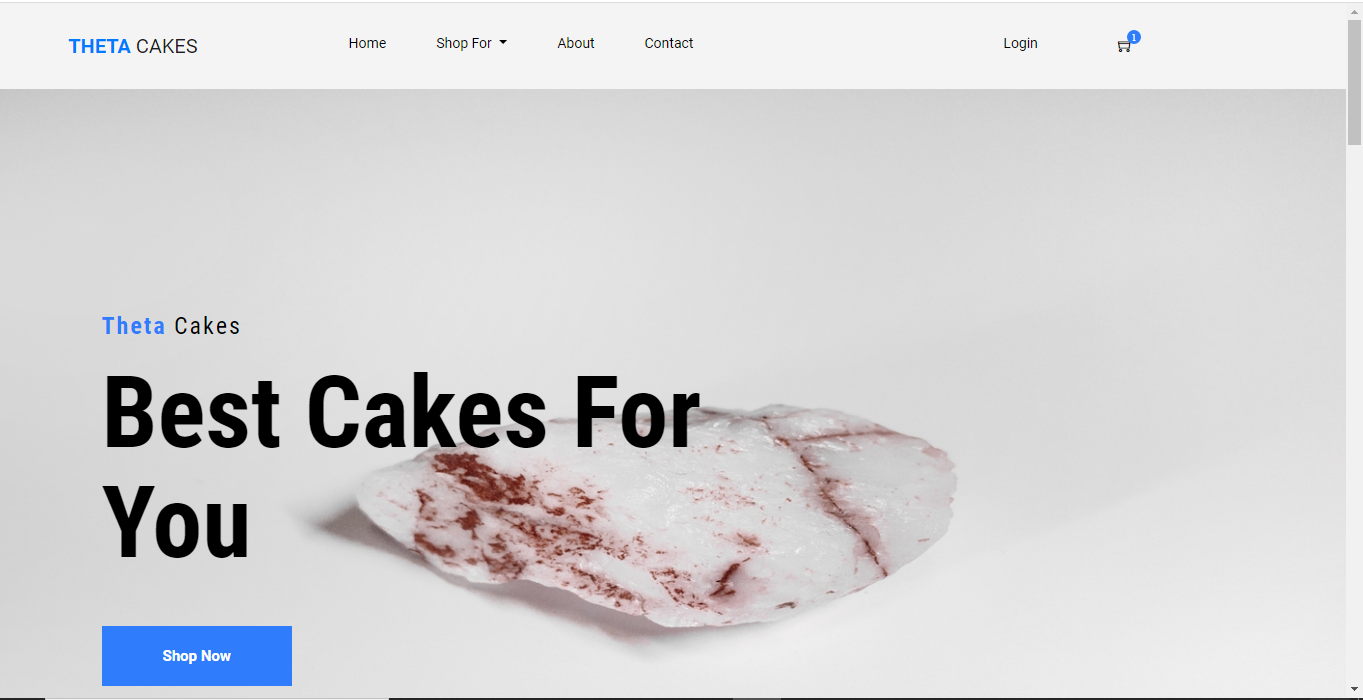 THETA CAKES
Home
Shop For
About
Contact
Login
1
Theta Cakes
Best Cakes For
You
Shop Now